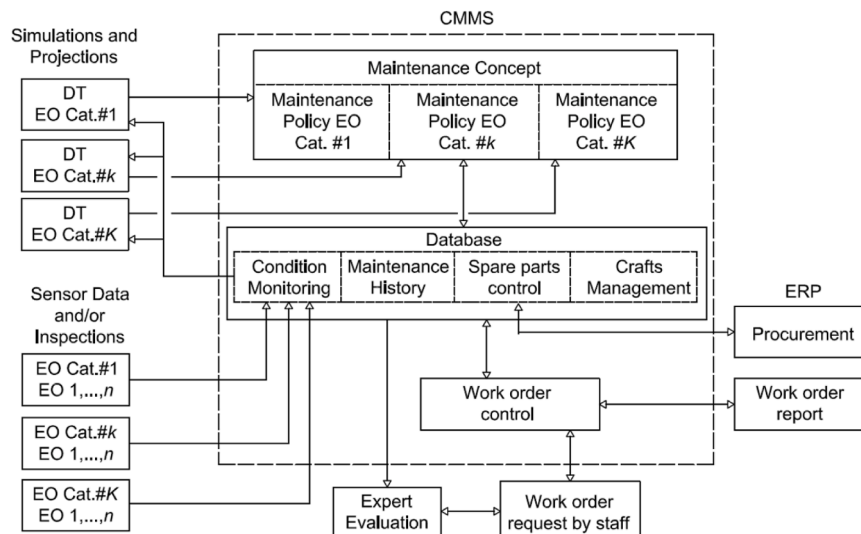 CMMS
Simulations and
Projections
DT
EO Cat.#1
DT
EO Cat.#k
DT
EO Cat.#K
Maintenance Concept
Maintenance
Policy EO
Cat. #1
Maintenance
Policy EO
Cat. #k
Maintenance
Policy EO
Cat. #K
Database
Condition
Monitoring
Maintenance
History
Spare parts
control
Crafts
Management
Sensor Data
and/or
Inspections
EO Cat.#1
EO 1,...,n
EO Cat.#k
EO 1,...,n
EO Cat.#K
EO 1,...,n
ERP
Procurement
Work order
control
Work order
report
Expert
Evaluation
Work order
request by staff